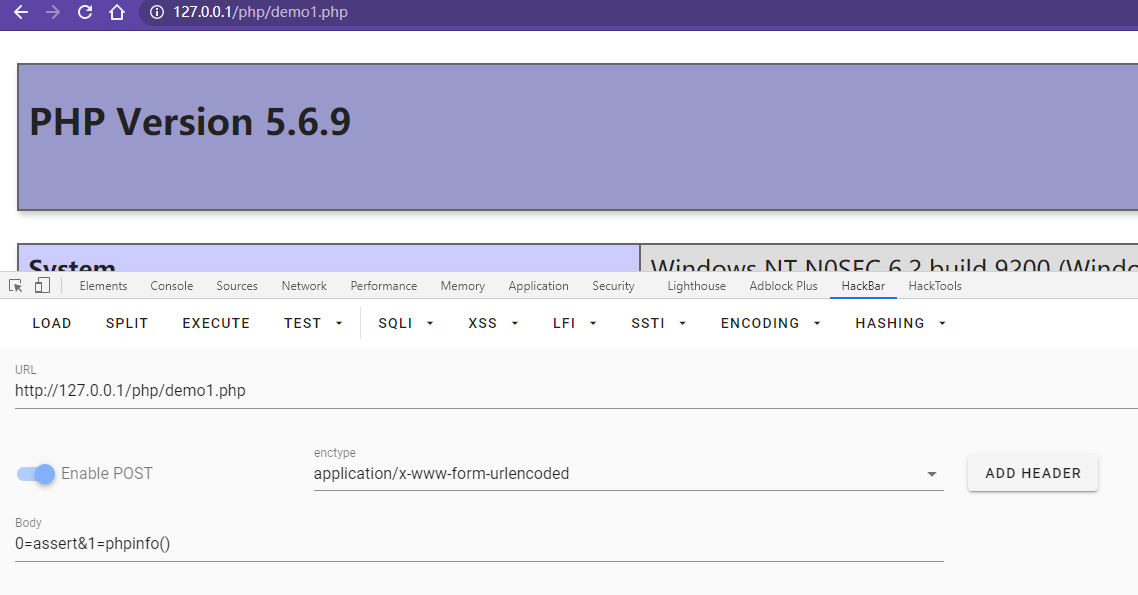 127.0.0.1/php/demo1.php
PHP Version 5.6.9
System Windows NT N0SEC 6.2 build 9200 (Windo
Elements Console Sources Network Performance Memory Application Security Lighthouse Adblock Plus HackBar HackTools
LOAD SPLIT EXECUTE TEST SQLI XSS LFI SSTI ENCODING HASHING
URL
http://127.0.0.1/php/demo1.php
enctype
Enable POST application/x-www-form-urlencoded ADD HEADER
Body
0=assert&1=phpinfo()